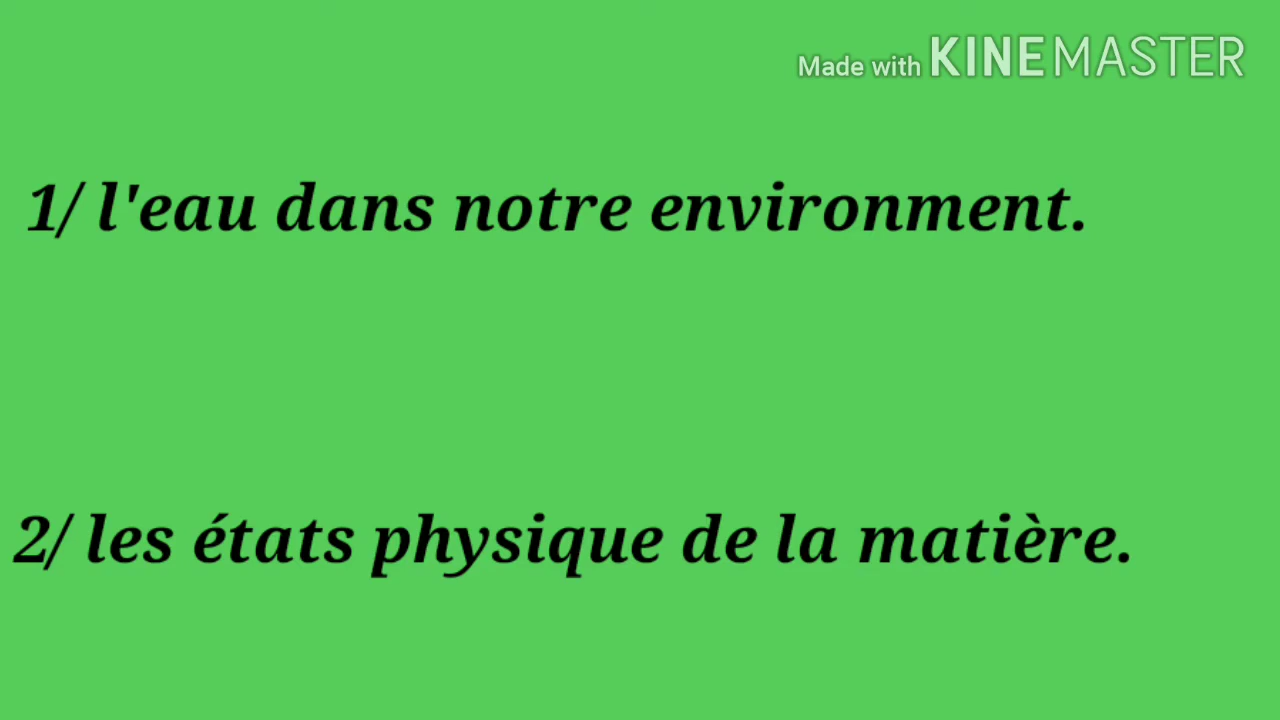 Made with KINEMASTER
1/ l'eau dans notre environment.
2/ les états physique de la matière.